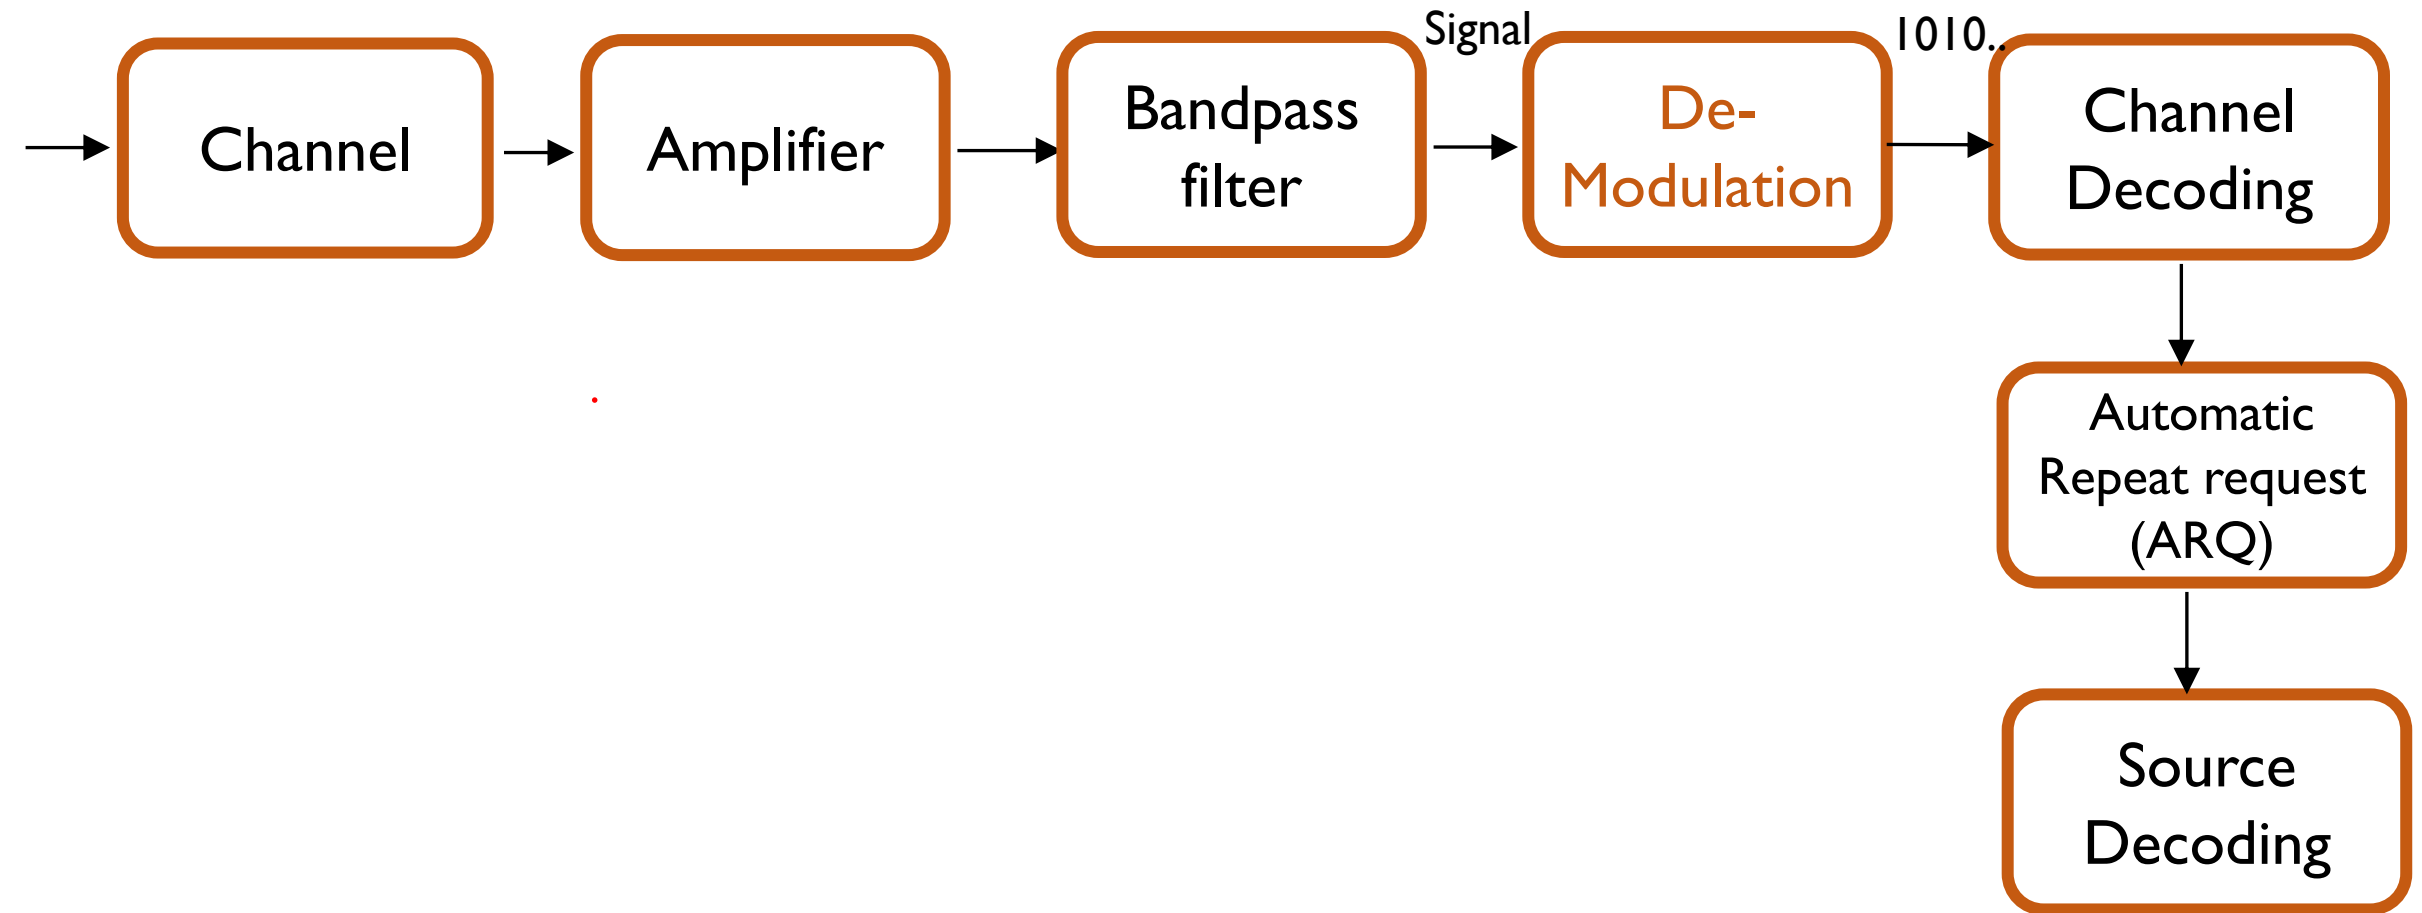 Channel
Amplifier
Bandpass
filter
Signal
De-
Modulation
1010..
Channel
Decoding
Automatic
Repeat request
(ARQ)
Source
Decoding